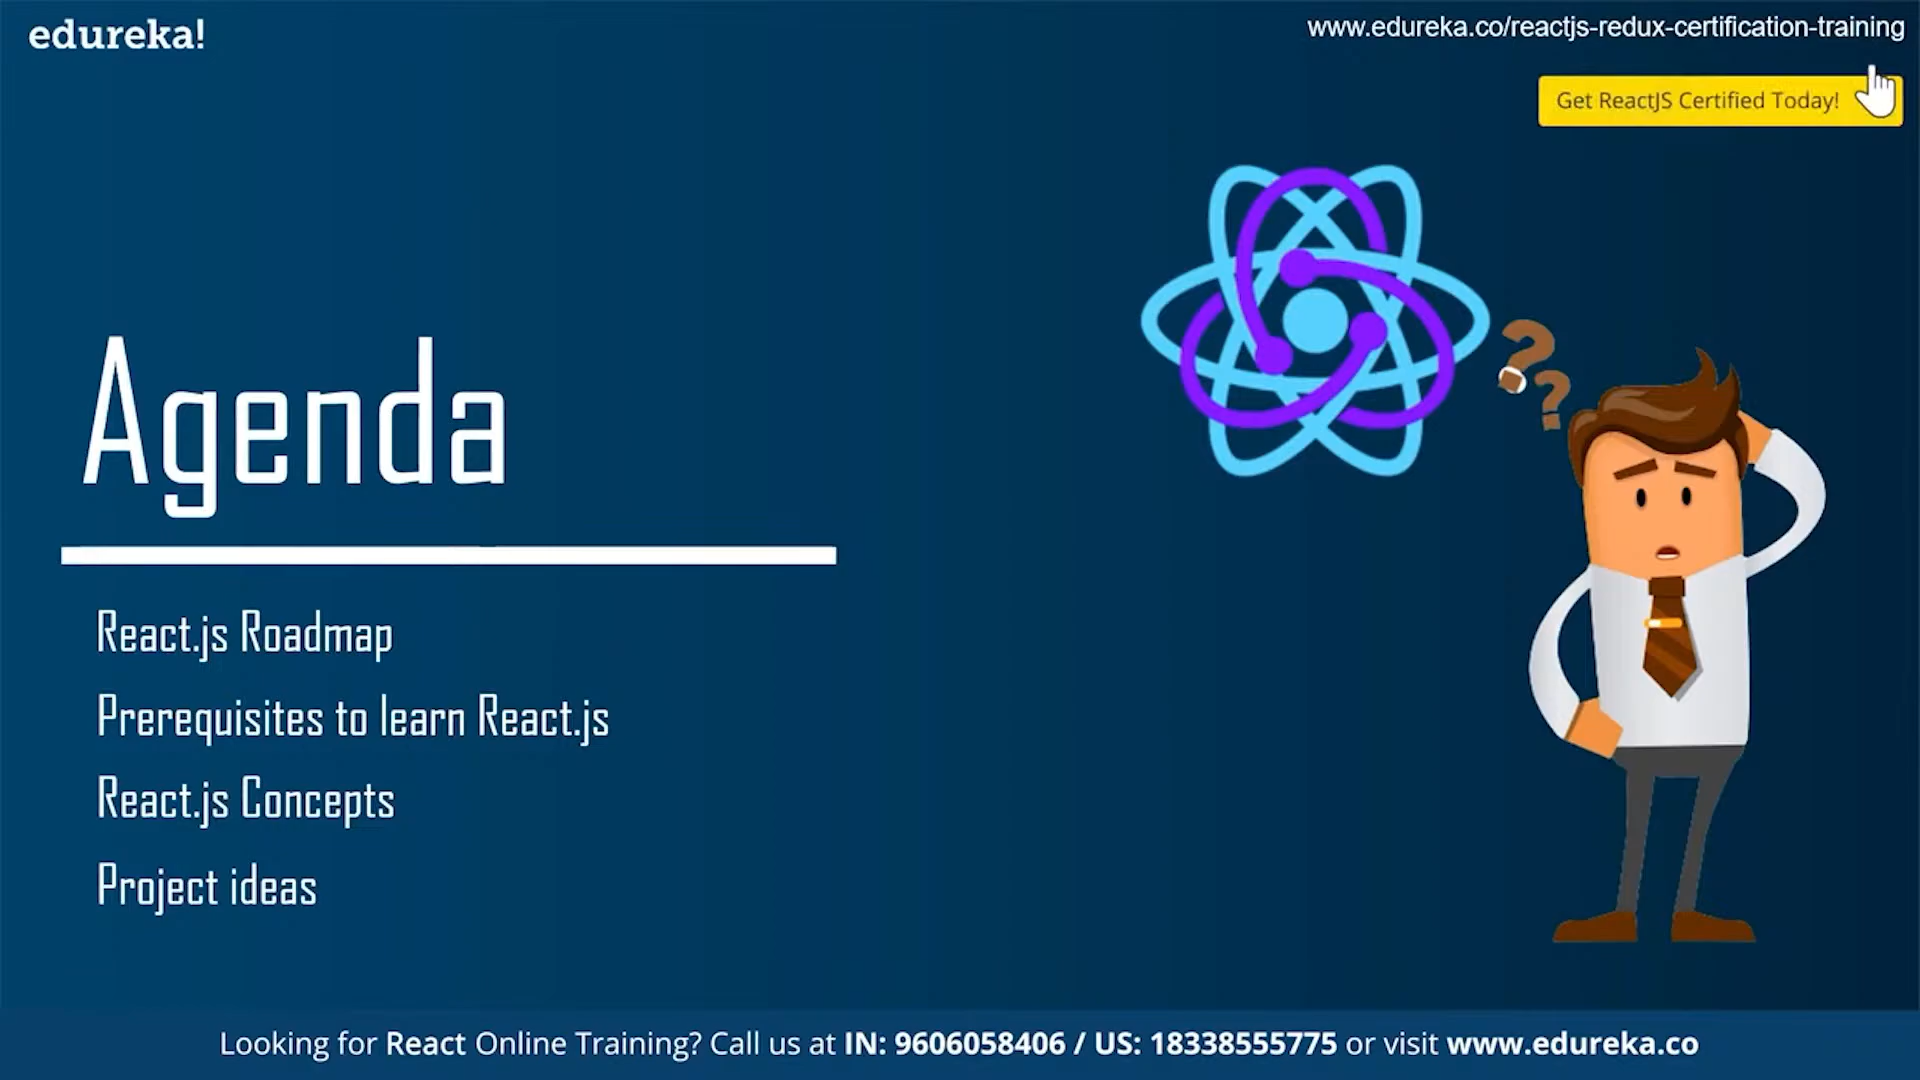 edureka!
www.edureka.co/reactjs-redux-certification-training
Get ReactJS Certified Today!
??
Agenda
React.js Roadmap
Prerequisites to learn React.js
React.js Concepts
Project ideas
Looking for React Online Training? Call us at IN: 9606058406 / US: 18338555775 or visit www.edureka.co